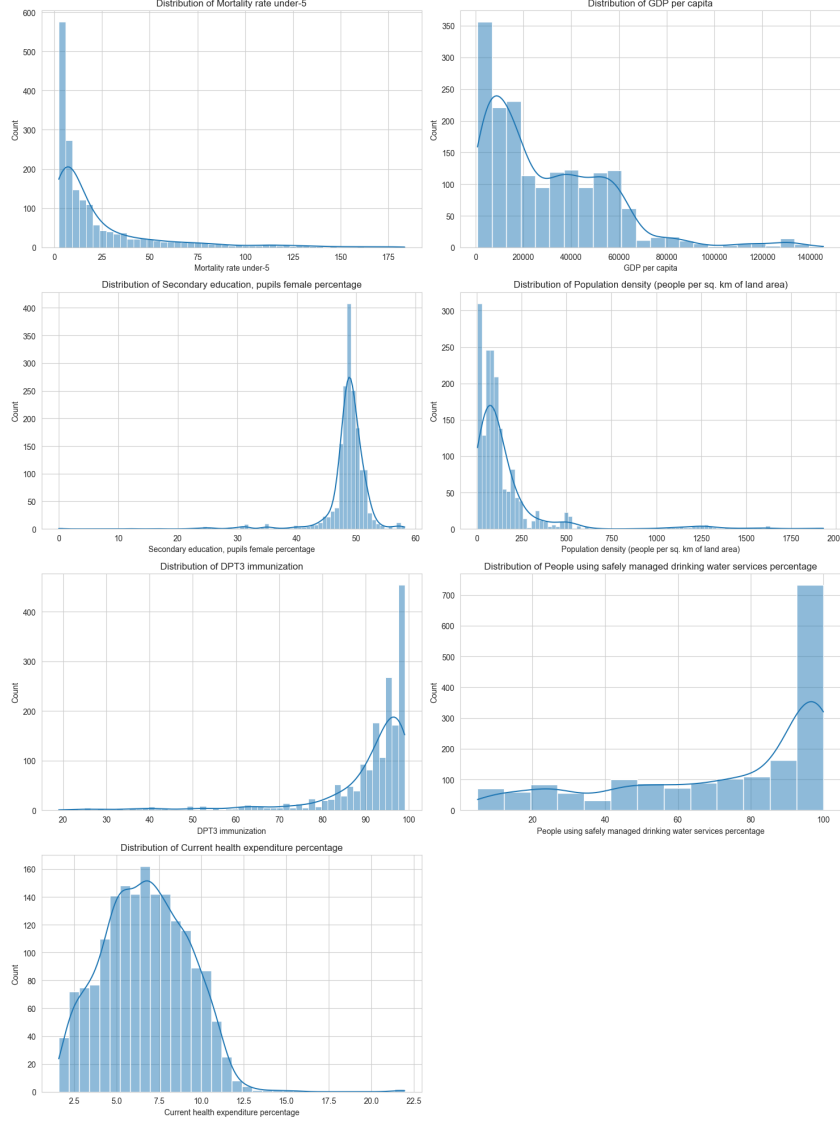 Distribution of Mortality rate under-5
600
500
400
300
200
100
0
Count
0 25 50 75 100 125 150 175
Mortality rate under-5
Distribution of GDP per capita
350
300
250
200
150
100
50
0
Count
0 20000 40000 60000 80000 100000 120000 140000
GDP per capita
Distribution of Secondary education, pupils female percentage
400
350
300
250
200
150
100
50
0
Count
0 10 20 30 40 50 60
Secondary education, pupils female percentage
Distribution of Population density (people per sq. km of land area)
300
250
200
150
100
50
0
Count
0 250 500 750 1000 1250 1500 1750 200
Population density (people per sq. km of land area)
Distribution of DPT3 immunization
400
300
200
100
0
Count
20 30 40 50 60 70 80 90 100
DPT3 immunization
Distribution of People using safely managed drinking water services percentage
700
600
500
400
300
200
100
0
Count
20 40 60 80 100
People using safely managed drinking water services percentage
Distribution of Current health expenditure percentage
160
140
120
100
80
60
40
20
0
Count
2.5 5.0 7.5 10.0 12.5 15.0 17.5 20.0 22.5
Current health expenditure percentage